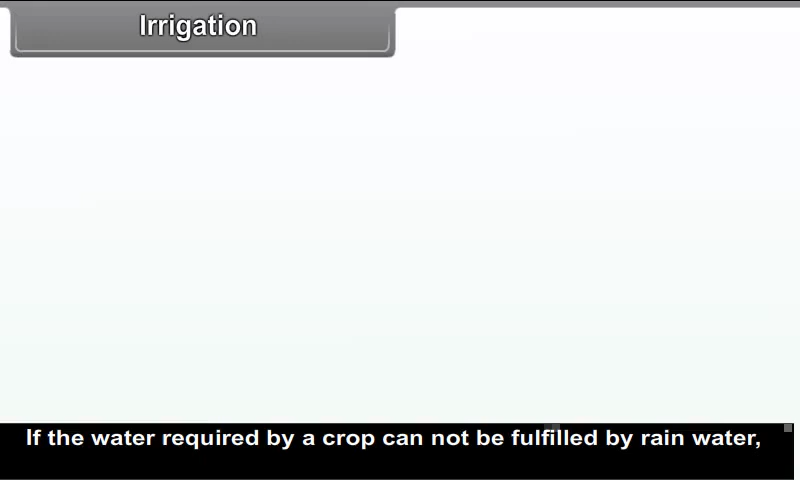 Irrigation
If the water required by a crop can not be fulfilled by rain water,